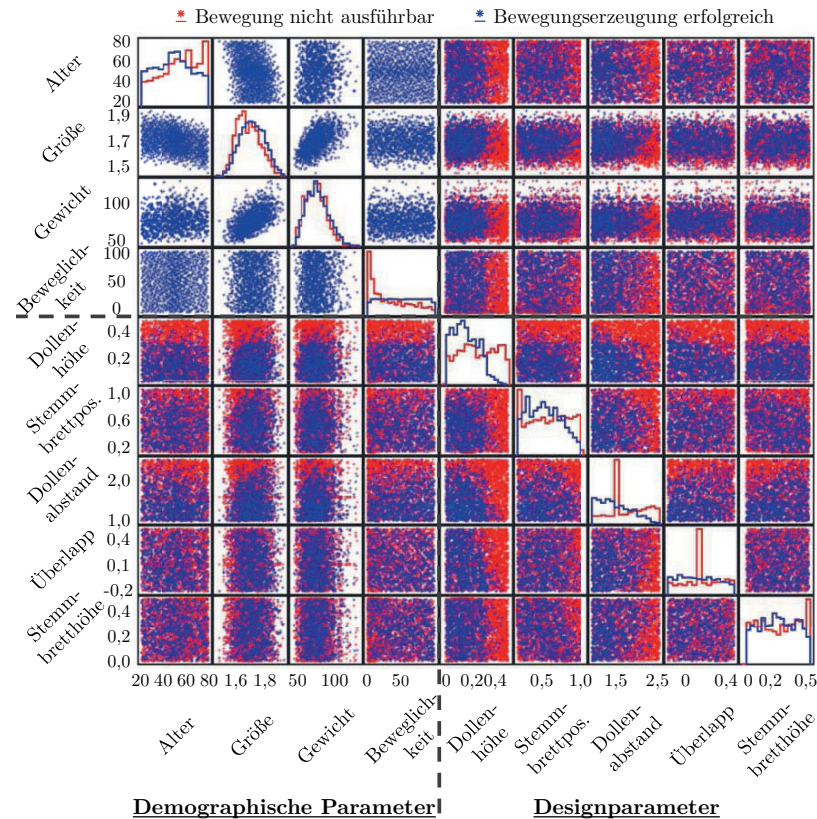 * Bewegung nicht ausführbar * Bewegungserzeugung erfolgreich
Alter
80
60
40
20
Größe
1,9
1,7
1,5
Gewicht
100
50
Beweglich-
keit
100
50
0
Dollen-
höhe
0,4
0,2
Stemm-
brettpos.
1,0
0,6
0,2
Dollen-
abstand
2,0
1,0
Überlapp
0,4
0,1
-0,2
Stemm-
bretthöhe
0,4
0,2
0,0
20 40 60 80 1,6 1,8 50 100 0 50 0 0,2 0,4 0,5 1,0 1,5 2,5 0 0,4 0 0,2 0,5
Alter
Größe
Gewicht
Beweglich-
keit
Dollen-
höhe
Stemm-
brettpos.
Dollen-
abstand
Überlapp
Stemm-
bretthöhe
Demographische Parameter Designparameter